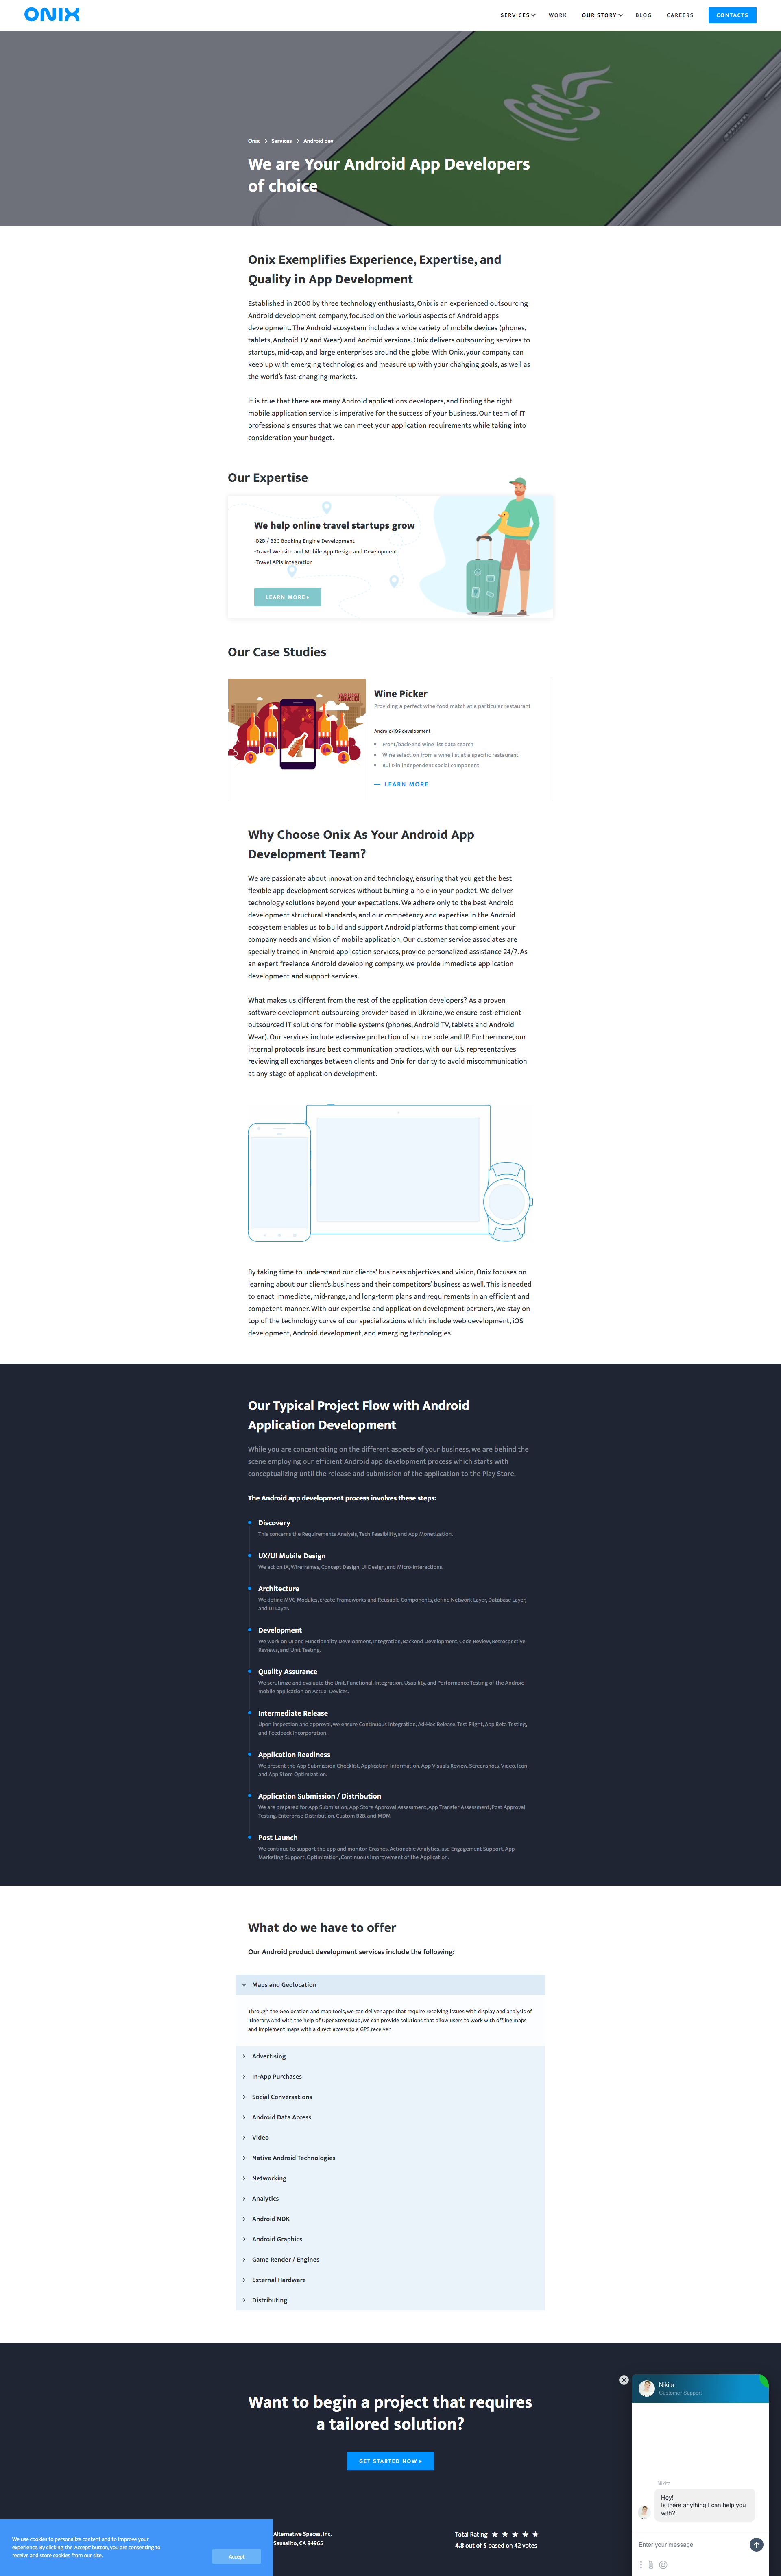 ONIX
SERVICES
WORK
OUR STORY
BLOG
CAREERS
CONTACTS
Onix > Services > Android dev
We are Your Android App Developers
of choice
Onix Exemplifies Experience, Expertise, and
Quality in App Development
Established in 2000 by three technology enthusiasts, Onix is an experienced outsourcing
Android development company, focused on the various aspects of Android apps
development. The Android ecosystem includes a wide variety of mobile devices (phones,
tablets, Android TV and Wear) and Android versions. Onix delivers outsourcing services to
startups, mid-cap, and large enterprises around the globe. With Onix, your company can
keep up with emerging technologies and measure up with your changing goals, as well as
the world's fast-changing markets.
It is true that there are many Android applications developers, and finding the right
mobile application service is imperative for the success of your business. Our team of IT
professionals ensures that we can meet your application requirements while taking into
consideration your budget.
Our Expertise
We help online travel startups grow
-B2B / B2C Booking Engine Development
-Travel Website and Mobile App Design and Development
-Travel APIs integration
LEARN MORE »
Our Case Studies
YOUR POCKET
SOMMELIER
Wine Picker
Providing a perfect wine-food match at a particular restaurant
Android/iOS development
Front/back-end wine list data search
Wine selection from a wine list at a specific restaurant
Built-in independent social component
LEARN MORE
Why Choose Onix As Your Android App
Development Team?
We are passionate about innovation and technology, ensuring that you get the best
flexible app development services without burning a hole in your pocket. We deliver
technology solutions beyond your expectations. We adhere only to the best Android
development structural standards, and our competency and expertise in the Android
ecosystem enables us to build and support Android platforms that complement your
company needs and vision of mobile application. Our customer service associates are
specially trained in Android application services, provide personalized assistance 24/7. As
an expert freelance Android developing company, we provide immediate application
development and support services.
What makes us different from the rest of the application developers? As a proven
software development outsourcing provider based in Ukraine, we ensure cost-efficient
outsourced IT solutions for mobile systems (phones, Android TV, tablets and Android
Wear). Our services include extensive protection of source code and IP. Furthermore, our
internal protocols insure best communication practices, with our U.S. representatives
reviewing all exchanges between clients and Onix for clarity to avoid miscommunication
at any stage of application development.
By taking time to understand our clients' business objectives and vision, Onix focuses on
learning about our client's business and their competitors' business as well. This is needed
to enact immediate, mid-range, and long-term plans and requirements in an efficient and
competent manner. With our expertise and application development partners, we stay on
top of the technology curve of our specializations which include web development, iOS
development, Android development, and emerging technologies.
Our Typical Project Flow with Android
Application Development
While you are concentrating on the different aspects of your business, we are behind the
scene employing our efficient Android app development process which starts with
conceptualizing until the release and submission of the application to the Play Store.
The Android app development process involves these steps:
Discovery
This concerns the Requirements Analysis, Tech Feasibility, and App Monetization.
UX/UI Mobile Design
We act on IA, Wireframes, Concept Design, UI Design, and Micro-Interactions.
Architecture
We define MVC Modules, create Frameworks and Reusable Components, define Network Layer, Database Layer,
and UI Layer.
Development
We work on UI and Functionality Development, Integration, Backend Development, Code Review, Retrospective
Reviews, and Unit Testing.
Quality Assurance
We scrutinize and evaluate the Unit, Functional, Integration, Usability, and Performance Testing of the Android
mobile application on Actual Devices.
Intermediate Release
Upon Inspection and approval, we ensure Continuous Integration, Ad-Hoc Release, Test Flight, App Beta Testing,
and Feedback Incorporation.
Application Readiness
We present the App Submission Checklist, Application Information, App Visuals Review, Screenshots, Video, Icon,
and App Store Optimization.
Application Submission / Distribution
We are prepared for App Submission, App Store Approval Assessment, App Transfer Assessment, Post Approval
Testing, Enterprise Distribution, Custom B2B, and MDM
Post Launch
We continue to support the app and monitor Crashes, Actionable Analytics, use Engagement Support, App
Marketing Support, Optimization, Continuous Improvement of the Application.
What do we have to offer
Our Android product development services include the following:
Maps and Geolocation
Through the Geolocation and map tools, we can deliver apps that require resolving issues with display and analysis of
itinerary. And with the help of OpenStreetMap, we can provide solutions that allow users to work with offline maps
and implement maps with a direct access to a GPS receiver.
Advertising
In-App Purchases
Social Conversations
Android Data Access
Video
Native Android Technologies
Networking
Analytics
Android NDK
Android Graphics
Game Render / Engines
External Hardware
Distributing
Want to begin a project that requires
a tailored solution?
GET STARTED NOW »
Nikita
Customer Support
Nikita
Hey!
Is there anything I can help you
with?
Enter your message
We use cookies to personalize content and to improve your
experience. By clicking the 'Accept' button, you are consenting to
receive and store cookies from our site.
Accept
Alternative Spaces, Inc.
Sausalito, CA 94965
Total Rating
4.8 out of 5 based on 42 votes